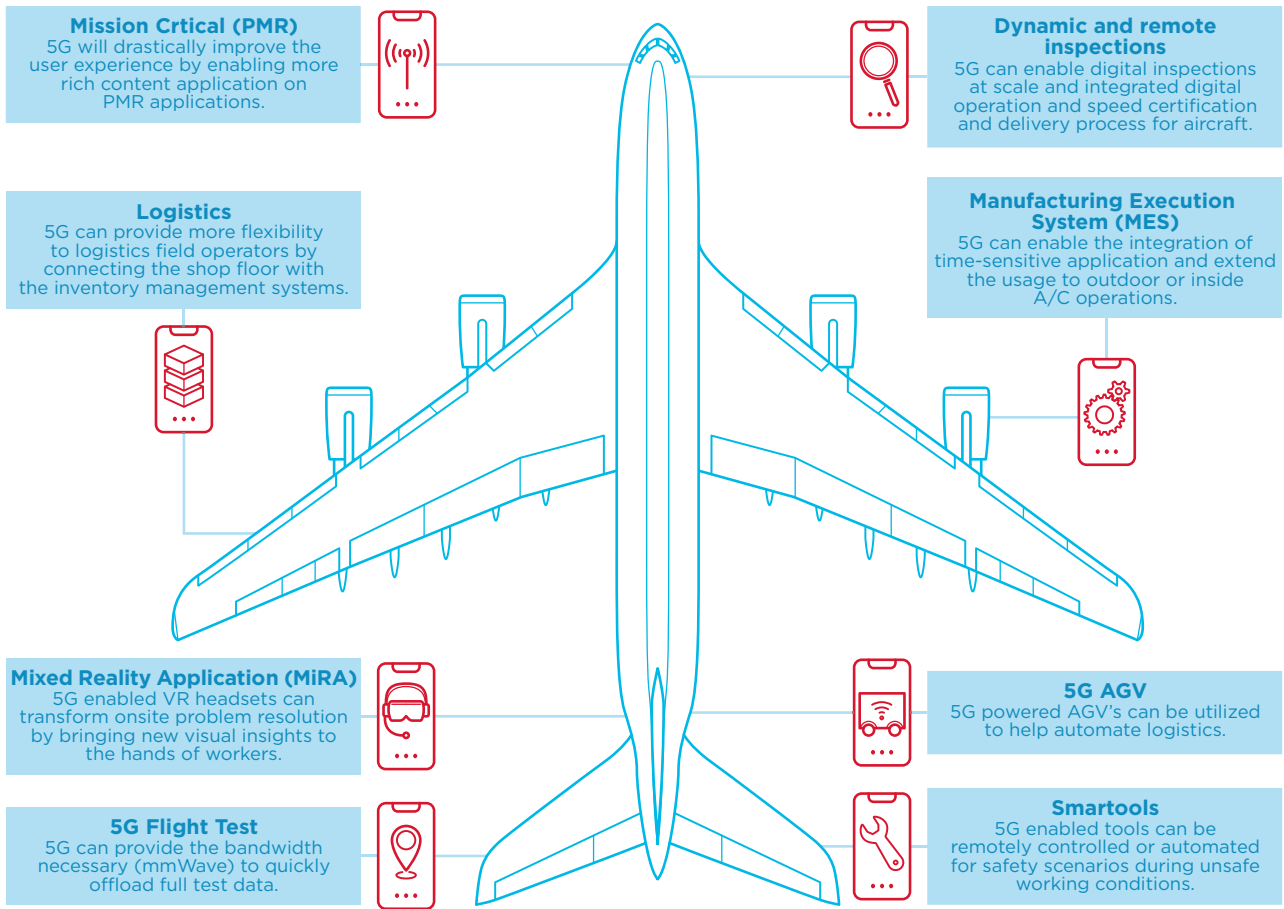 Mission Crtical (PMR)
5G will drastically improve the
user experience by enabling more
rich content application on
PMR applications.
Dynamic and remote
inspections
5G can enable digital inspections
at scale and integrated digital
operation and speed certification
and delivery process for aircraft.
Logistics
5G can provide more flexibility
to logistics field operators by
connecting the shop floor with
the inventory management systems.
Manufacturing Execution
System (MES)
5G can enable the integration of
time-sensitive application and extend
the usage to outdoor or inside
A/C operations.
Mixed Reality Application (MiRA)
5G enabled VR headsets can
transform onsite problem resolution
by bringing new visual insights to
the hands of workers.
5G AGV
5G powered AGV's can be utilized
to help automate logistics.
5G Flight Test
5G can provide the bandwidth
necessary (mmWave) to quickly
offload full test data.
Smartools
5G enabled tools can be
remotely controlled or automated
for safety scenarios during unsafe
working conditions.